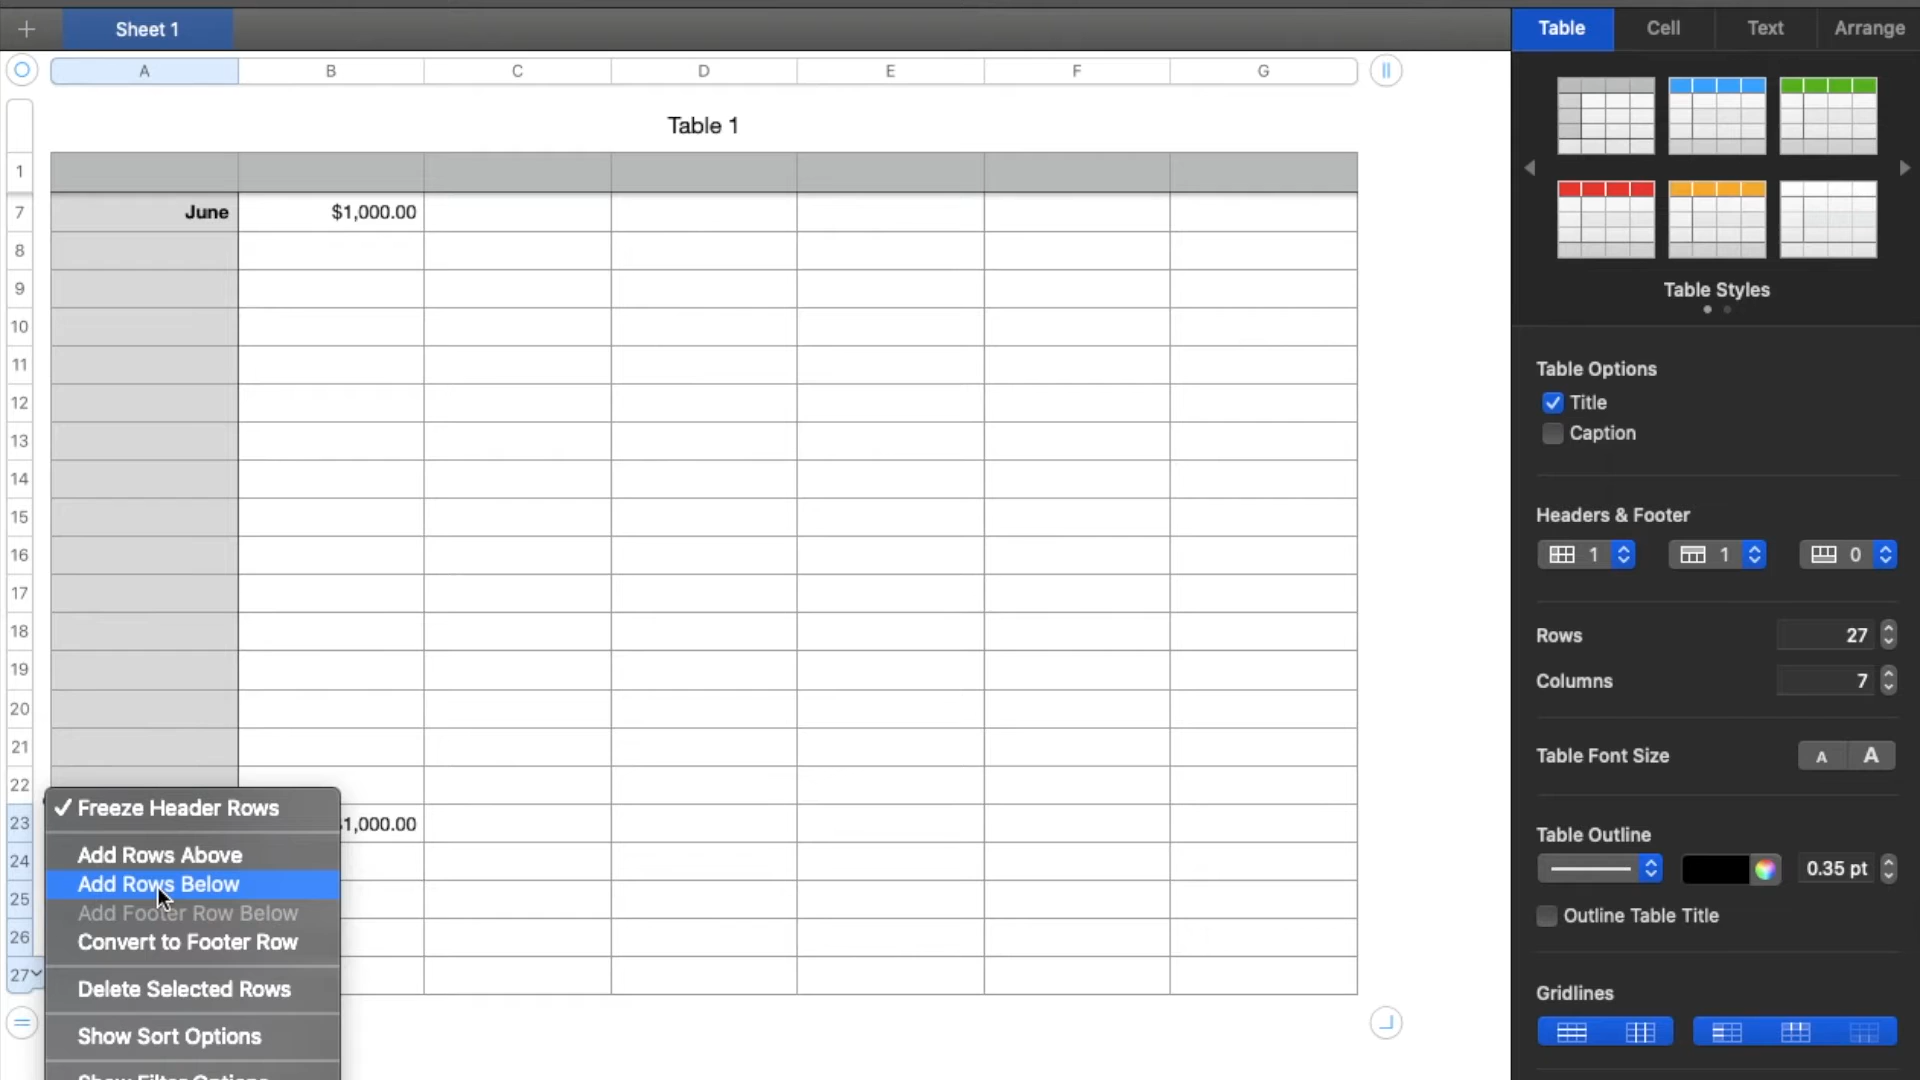 Sheet 1
Table Cell Text Arrange
A B C D E F G
Table 1
1
7 June $1,000.00
8
9
10
11
12
13
14
15
16
17
18
19
20
21
22
23 1,000.00
24
25
26
27
Freeze Header Rows
Add Rows Above
Add Rows Below
Add Footer Row Below
Convert to Footer Row
Delete Selected Rows
Show Sort Options
Show Filter Options
Table Styles
Table Options
Title
Caption
Headers & Footer
1 1 0
Rows 27
Columns 7
Table Font Size A A
Table Outline
0.35 pt
Outline Table Title
Gridlines